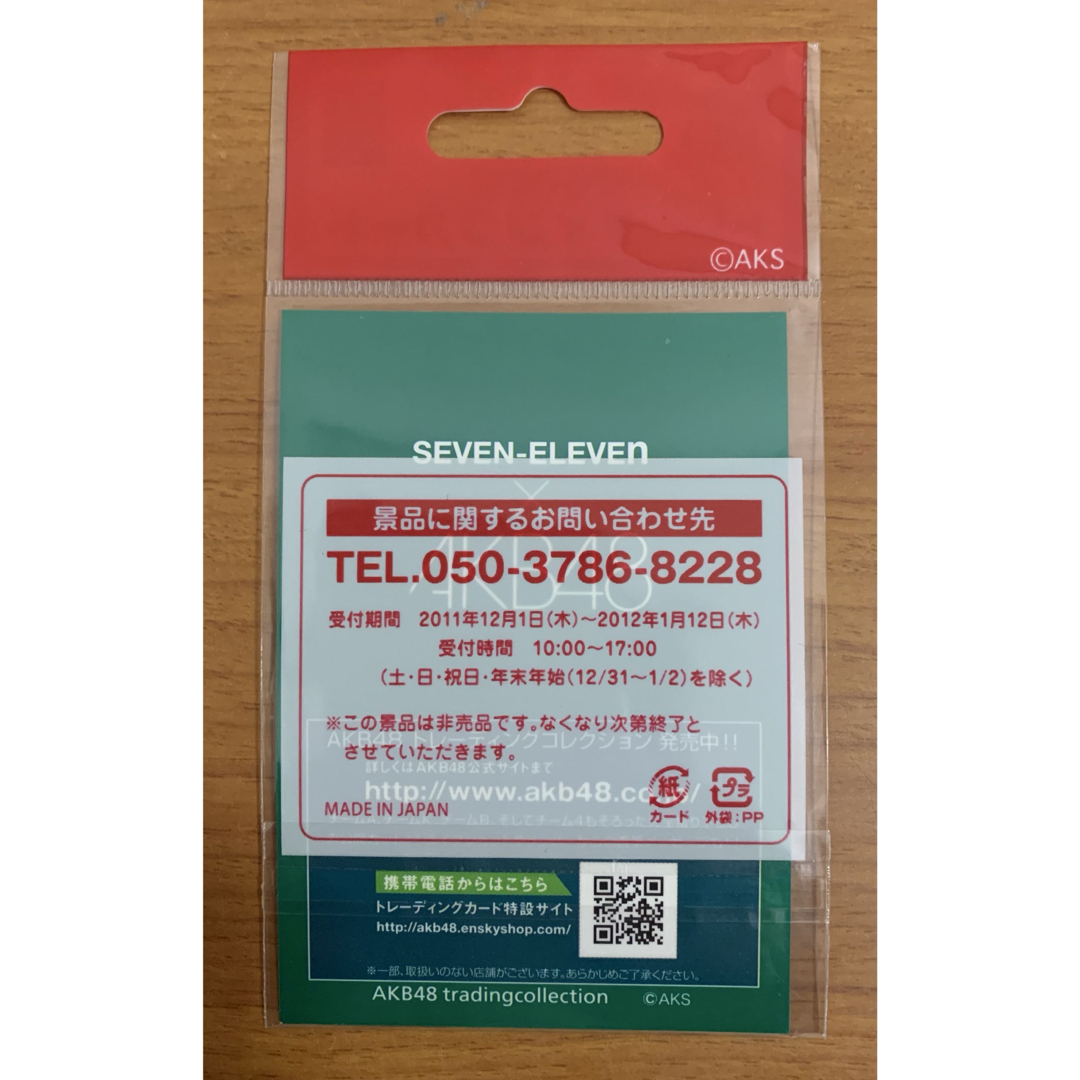 ©AKS
SEVEN-ELEVEn
×
AKB48
景品に関するお問い合わせ先
TEL.050-3786-8228
受付期間 2011年12月1日(木)~2012年1月12日(木)
受付時間 10:00~17:00
(土・日・祝日・年末年始(12/31~1/2)を除く)
※この景品は非売品です。なくなり次第終了と
させていただきます。
MADE IN JAPAN
紙
カード
プラ
外袋:PP
AKB48 トレーディングコレクション 発売中!!
詳しくはAKB48公式サイトまで
http://www.akb48.co
携帯電話からはこちら
トレーディングカード特設サイト
http://akb48.enskyshop.com/
※一部、取扱いのない店舗がございます。あらかじめご了承ください。
AKB48 tradingcollection ©AKS